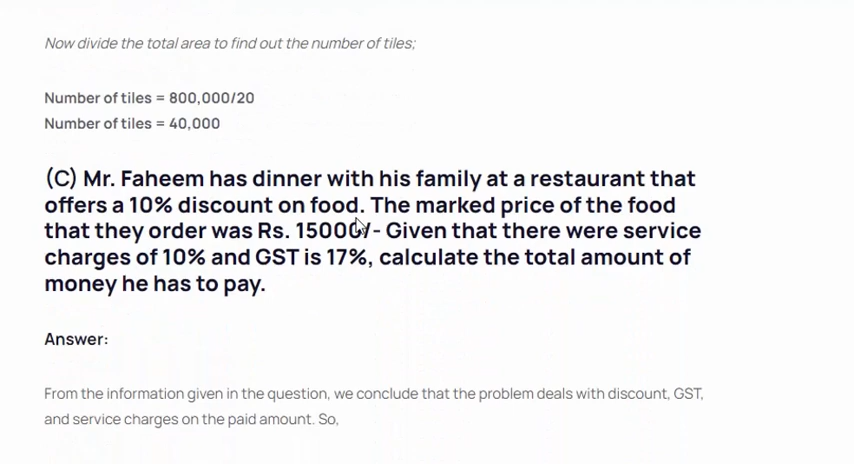 Now divide the total area to find out the number of tiles;
Number of tiles = 800,000/20
Number of tiles = 40,000
(C) Mr. Faheem has dinner with his family at a restaurant that
offers a 10% discount on food. The marked price of the food
that they order was Rs. 15000/- Given that there were service
charges of 10% and GST is 17%, calculate the total amount of
money he has to pay.
Answer:
From the information given in the question, we conclude that the problem deals with discount, GST,
and service charges on the paid amount. So,